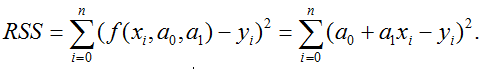 RSS = \sum_{i=0}^{n} (f(x_i, a_0, a_1) - y_i)^2 = \sum_{i=0}^{n} (a_0 + a_1 x_i - y_i)^2.